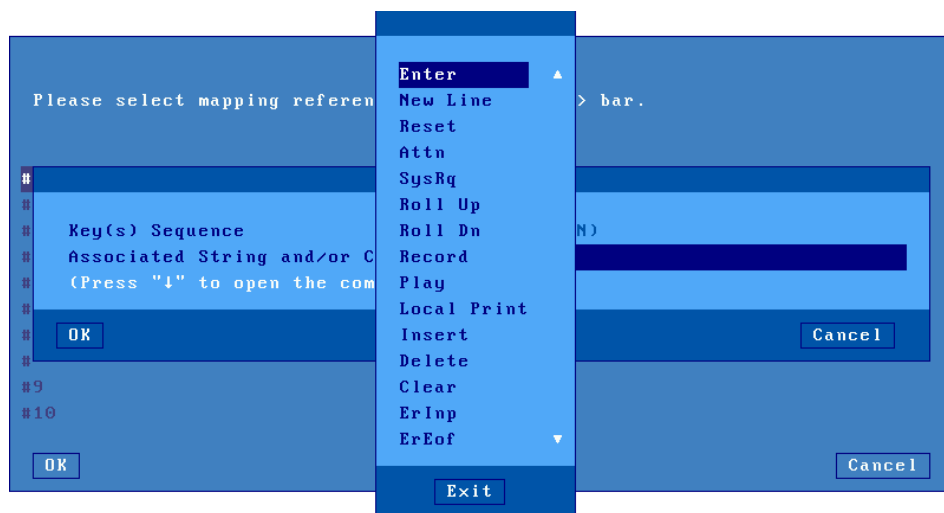 Please select mapping referen > bar.
#
#
#
#
#
#
#
#
#9
#10
Key(s) Sequence N)
Associated String and/or C
(Press "↓" to open the com
OK Cancel
Enter ▲
New Line
Reset
Attn
SysRq
Roll Up
Roll Dn
Record
Play
Local Print
Insert
Delete
Clear
ErInp
ErEof ▼
Exit
OK Cancel